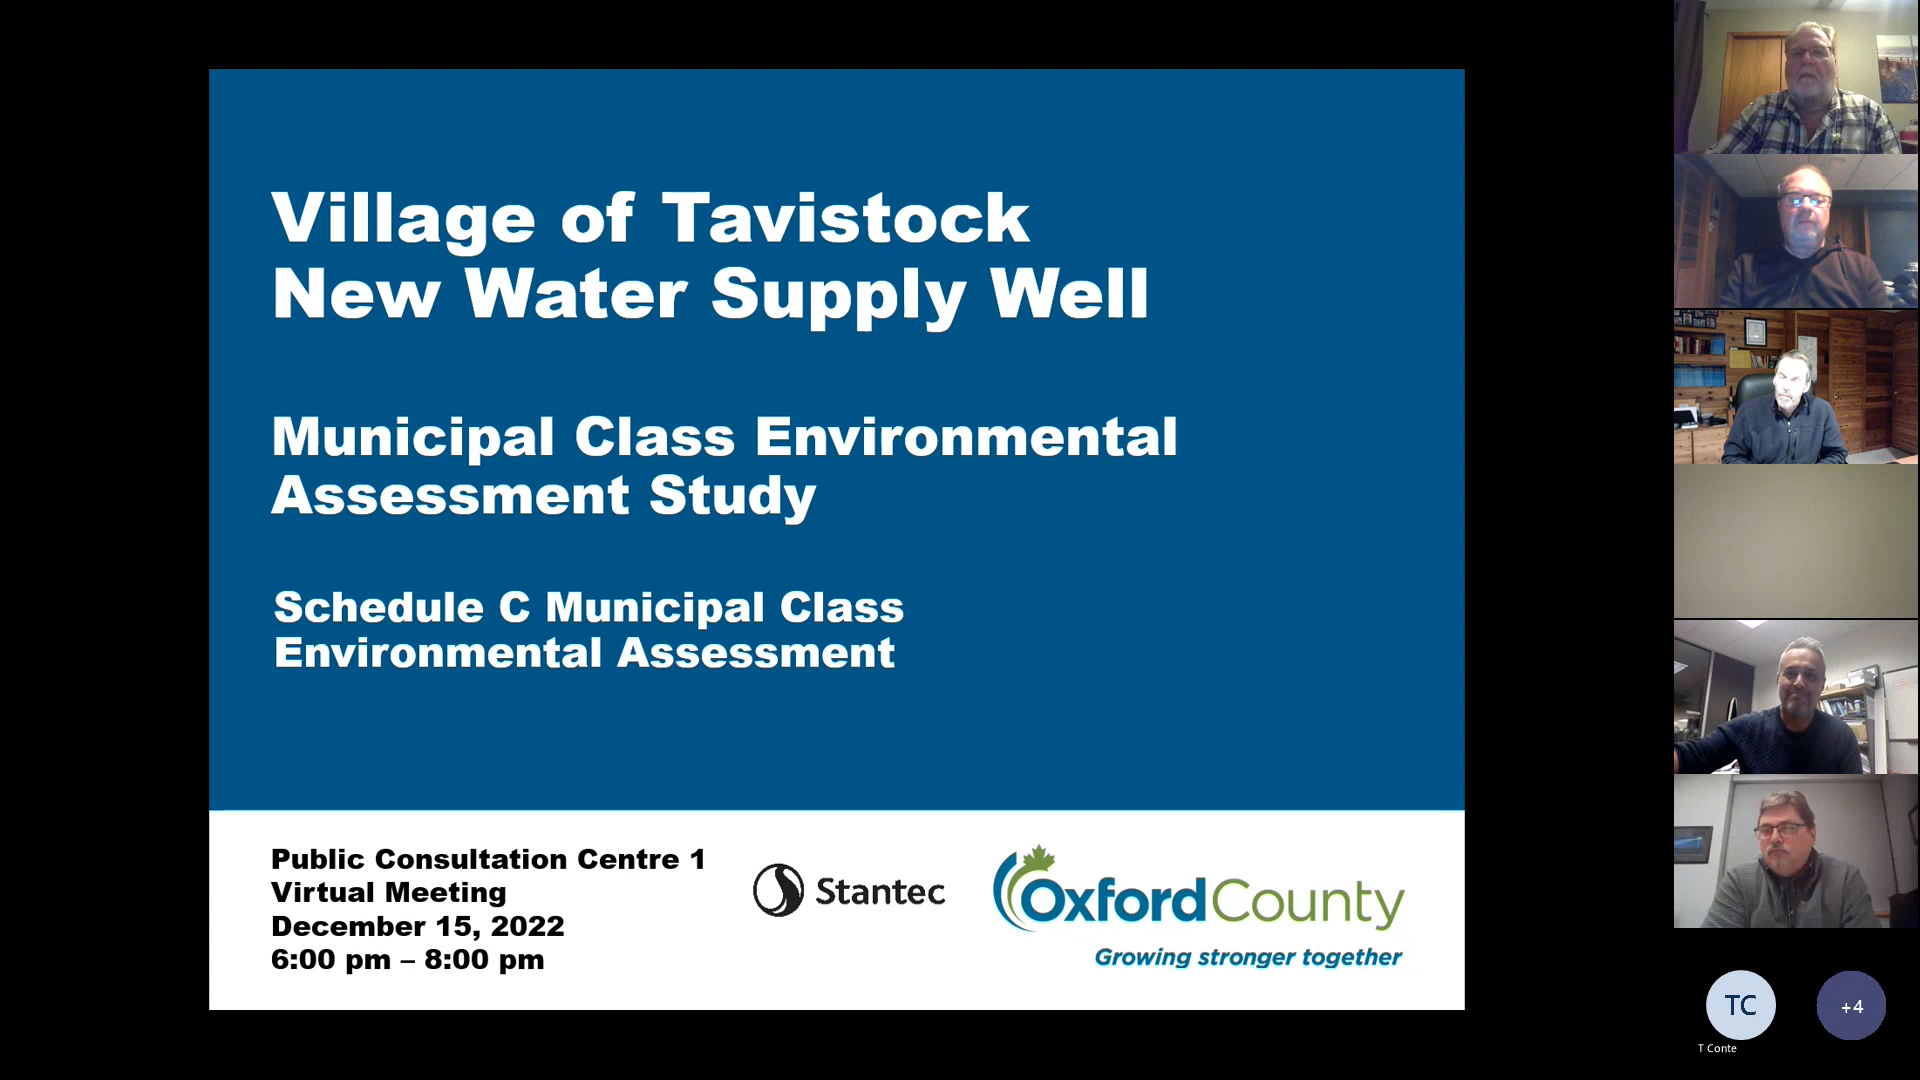 Village of Tavistock
New Water Supply Well
Municipal Class Environmental
Assessment Study
Schedule C Municipal Class
Environmental Assessment
Public Consultation Centre 1
Virtual Meeting
December 15, 2022
6:00 pm – 8:00 pm
Stantec
OxfordCounty
Growing stronger together
TC
+4
T Conte